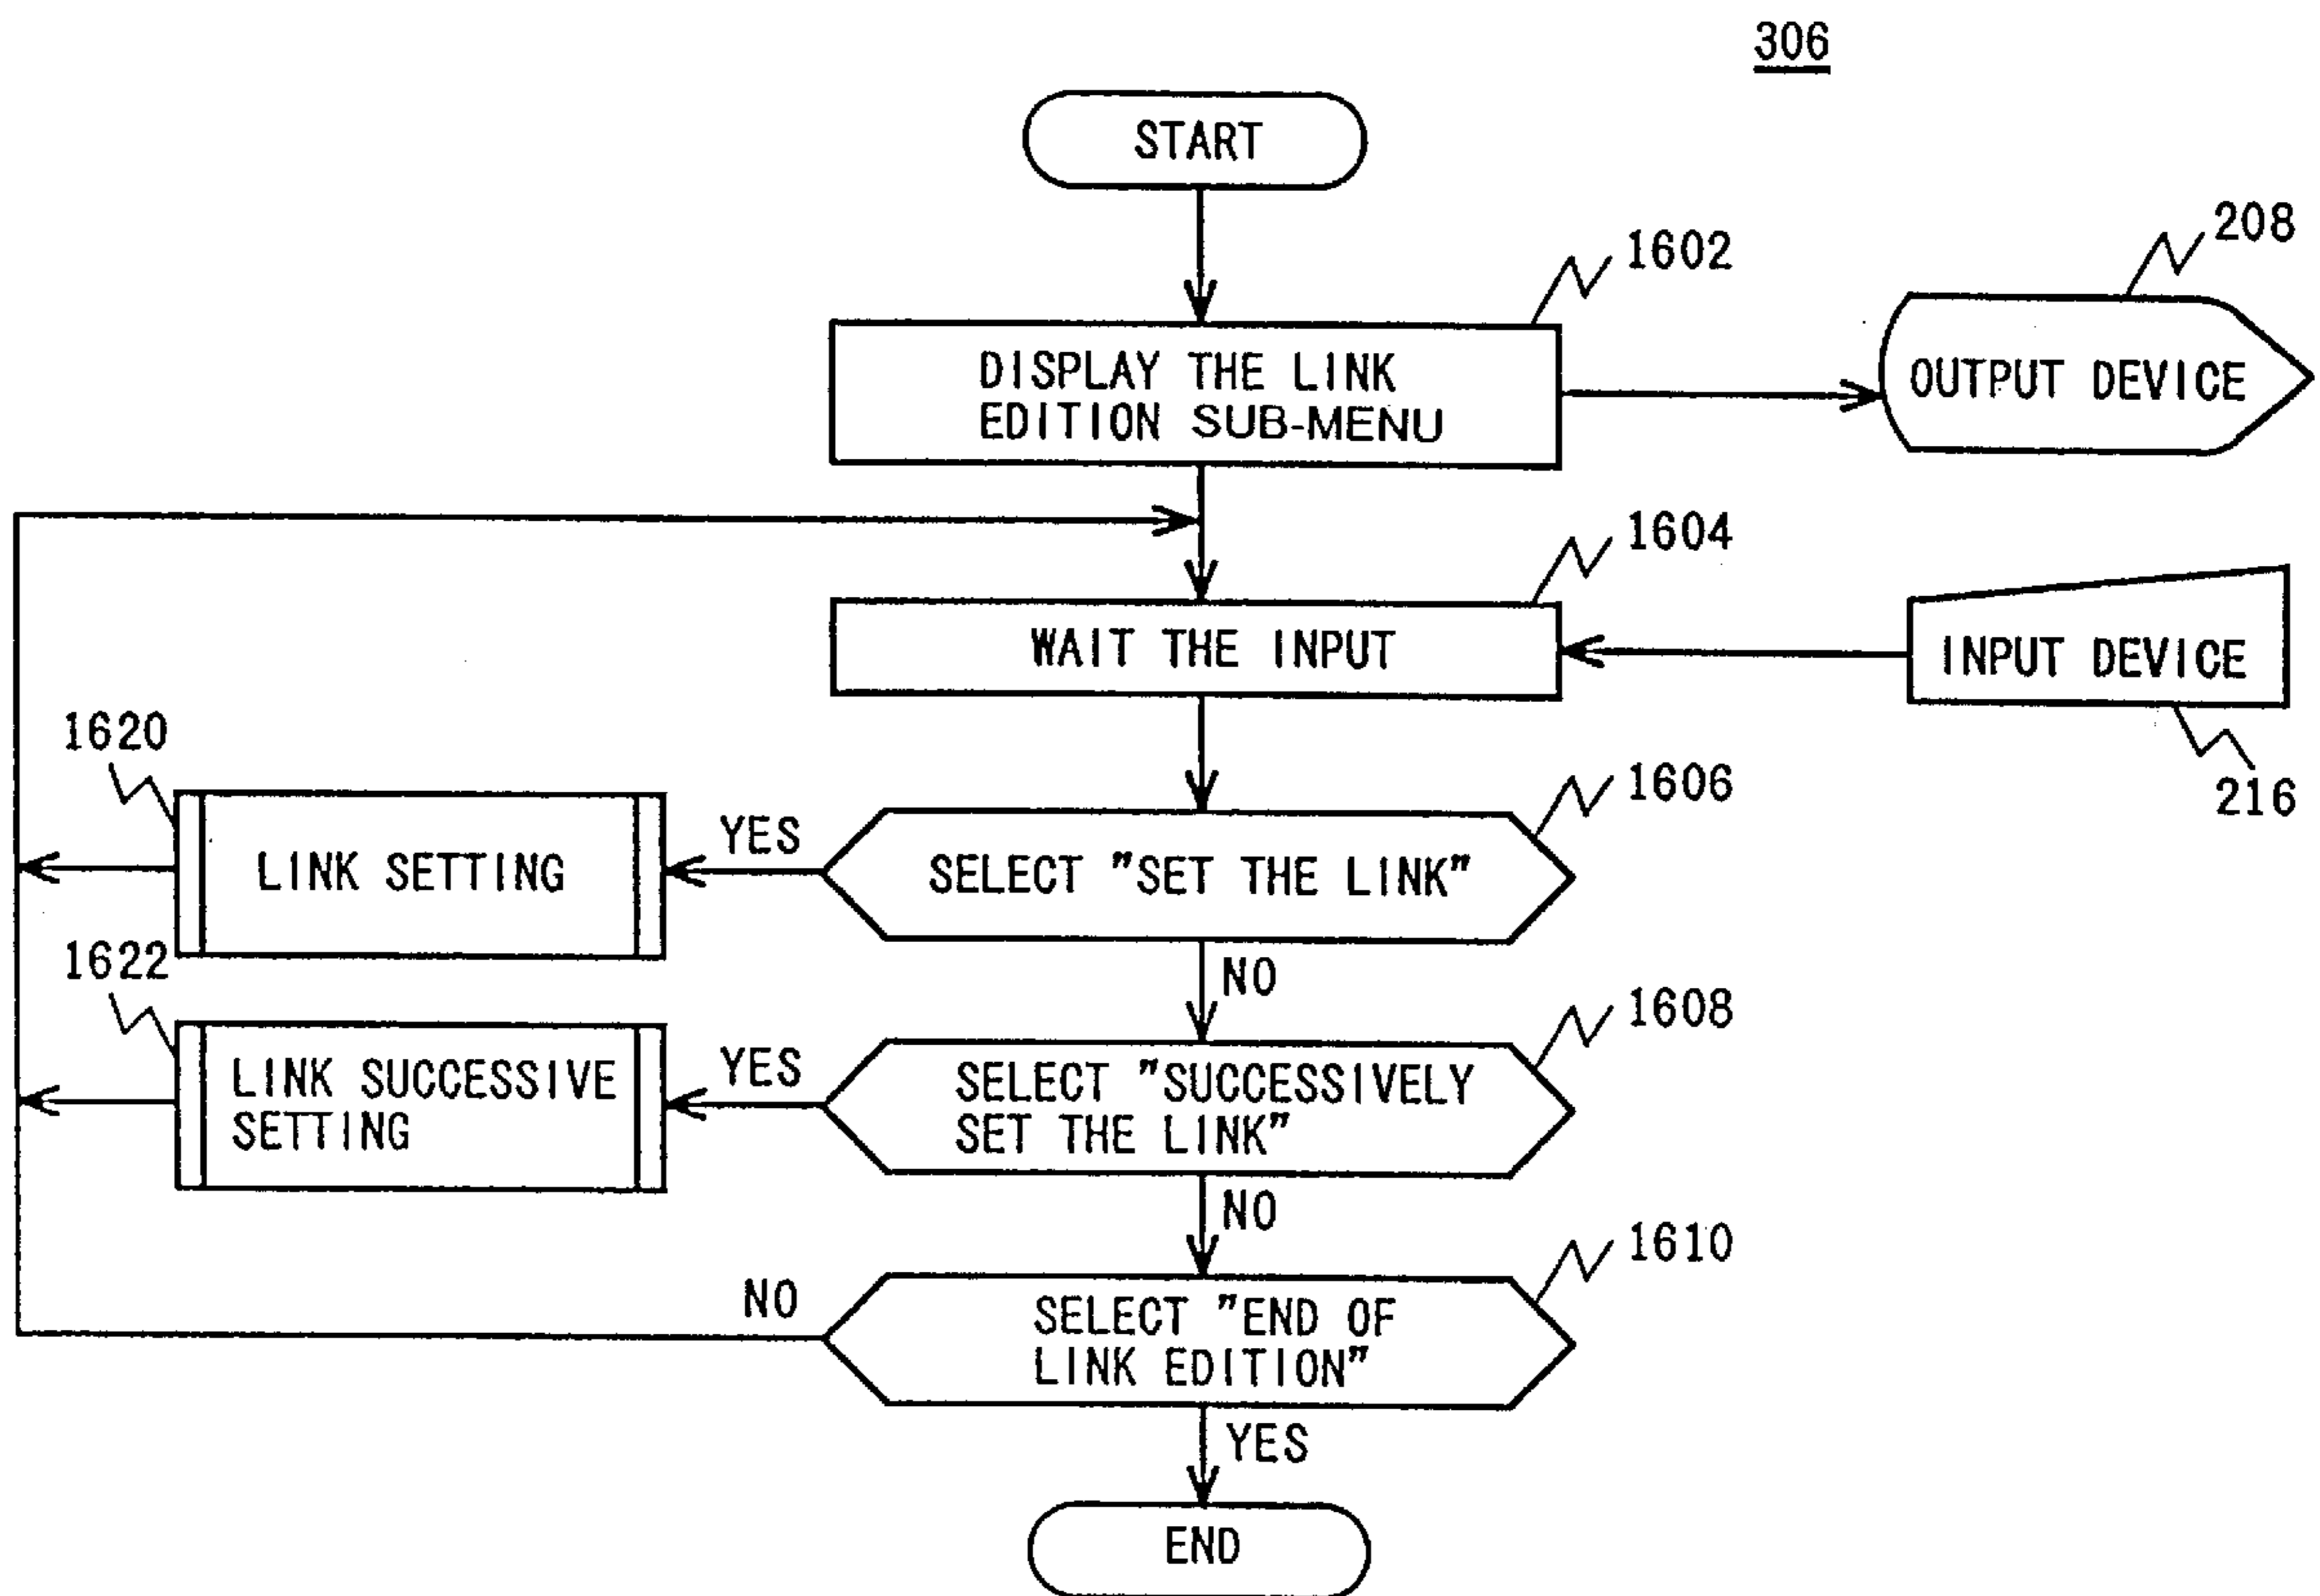 306
START
1602
208
DISPLAY THE LINK
EDITION SUB-MENU
OUTPUT DEVICE
1604
WAIT THE INPUT
INPUT DEVICE
216
1620
1606
YES
LINK SETTING
SELECT "SET THE LINK"
NO
1622
1608
YES
LINK SUCCESSIVE
SETTING
SELECT "SUCCESSIVELY
SET THE LINK"
NO
1610
NO
SELECT "END OF
LINK EDITION"
YES
END